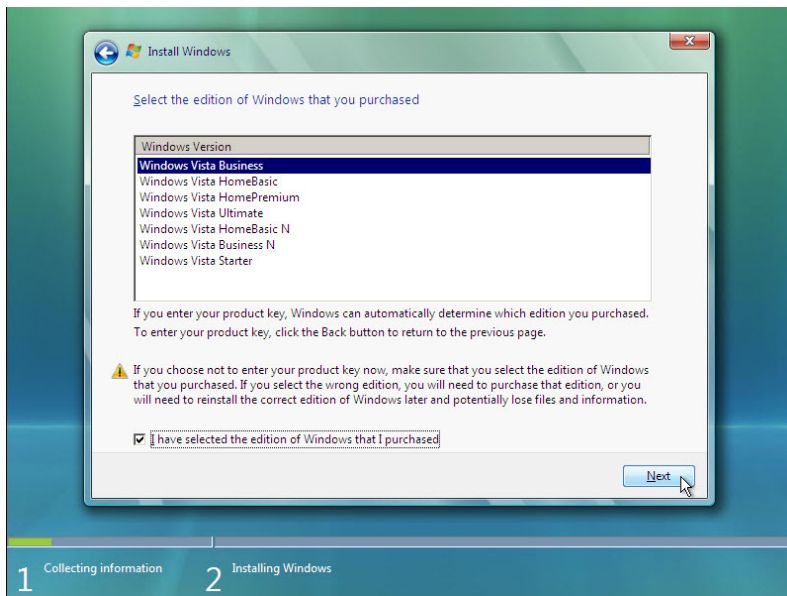 Install Windows
Select the edition of Windows that you purchased
Windows Version
Windows Vista Business
Windows Vista HomeBasic
Windows Vista HomePremium
Windows Vista Ultimate
Windows Vista HomeBasic N
Windows Vista Business N
Windows Vista Starter
If you enter your product key, Windows can automatically determine which edition you purchased.
To enter your product key, click the Back button to return to the previous page.
If you choose not to enter your product key now, make sure that you select the edition of Windows
that you purchased. If you select the wrong edition, you will need to purchase that edition, or you
will need to reinstall the correct edition of Windows later and potentially lose files and information.
I have selected the edition of Windows that I purchased
Next
1 Collecting information 2 Installing Windows